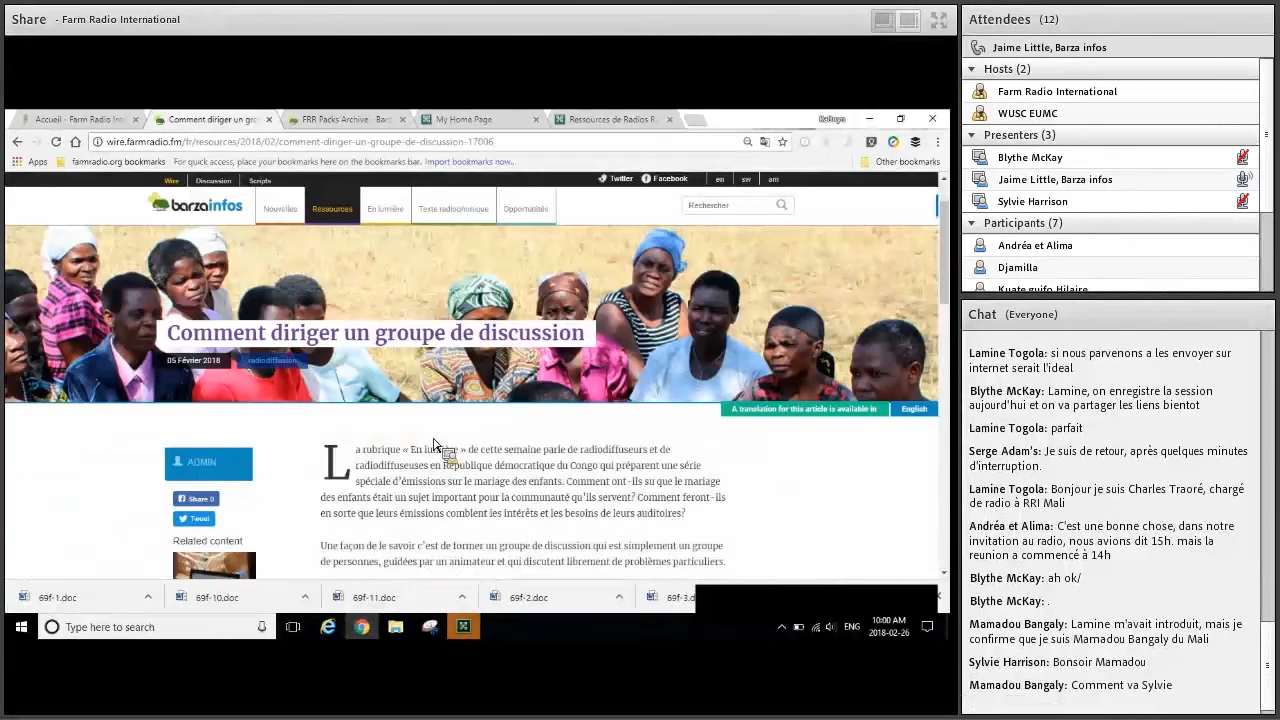 Share - Farm Radio International
Accueil - Farm Radio Int
Comment diriger un gro
FRR Packs Archive - Barz
My Home Page
Ressources de Radios R
Kathryn
wire.farmradio.fm/fr/resources/2018/02/comment-diriger-un-groupe-de-discussion-17006
Apps farmradio.org bookmarks For quick access, place your bookmarks here on the bookmarks bar. Import bookmarks now... Other bookmarks
Wire Discussion Scripts Twitter Facebook en sw am
barzainfos Nouvelles Ressources En lumière Texte radiophonique Opportunités Rechercher
Comment diriger un groupe de discussion
05 Février 2018 radiodiffusion
A translation for this article is available in English
ADMIN
Share 0
Tweet
Related content
La rubrique « En lumière » de cette semaine parle de radiodiffuseurs et de
radiodiffuseuses en République démocratique du Congo qui préparent une série
spéciale d'émissions sur le mariage des enfants. Comment ont-ils su que le mariage
des enfants était un sujet important pour la communauté qu'ils servent? Comment feront-ils
en sorte que leurs émissions comblent les intérêts et les besoins de leurs auditoires?
Une façon de le savoir c'est de former un groupe de discussion qui est simplement un groupe
de personnes, guidées par un animateur et qui discutent librement de problèmes particuliers.
69f-1.doc 69f-10.doc 69f-11.doc 69f-2.doc 69f-3.d
Type here to search
ENG
10:00 AM
2018-02-26
Attendees (12)
Jaime Little, Barza infos
Hosts (2)
Farm Radio International
WUSC EUMC
Presenters (3)
Blythe McKay
Jaime Little, Barza infos
Sylvie Harrison
Participants (7)
Andréa et Alima
Djamilla
Kuate guifo Hilaire
Chat (Everyone)
Lamine Togola: si nous parvenons a les envoyer sur
internet serait l'ideal
Blythe McKay: Lamine, on enregistre la session
aujourd'hui et on va partager les liens bientot
Lamine Togola: parfait
Serge Adam's: Je suis de retour, après quelques minutes
d'interruption.
Lamine Togola: Bonjour je suis Charles Traoré, chargé
de radio à RRI Mali
Andréa et Alima: C'est une bonne chose, dans notre
invitation au radio, nous avions dit 15h. mais la
reunion a commencé à 14h
Blythe McKay: ah ok/
Blythe McKay: .
Mamadou Bangaly: Lamine m'avait introduit, mais je
confirme que je suis Mamadou Bangaly du Mali
Sylvie Harrison: Bonsoir Mamadou
Mamadou Bangaly: Comment va Sylvie